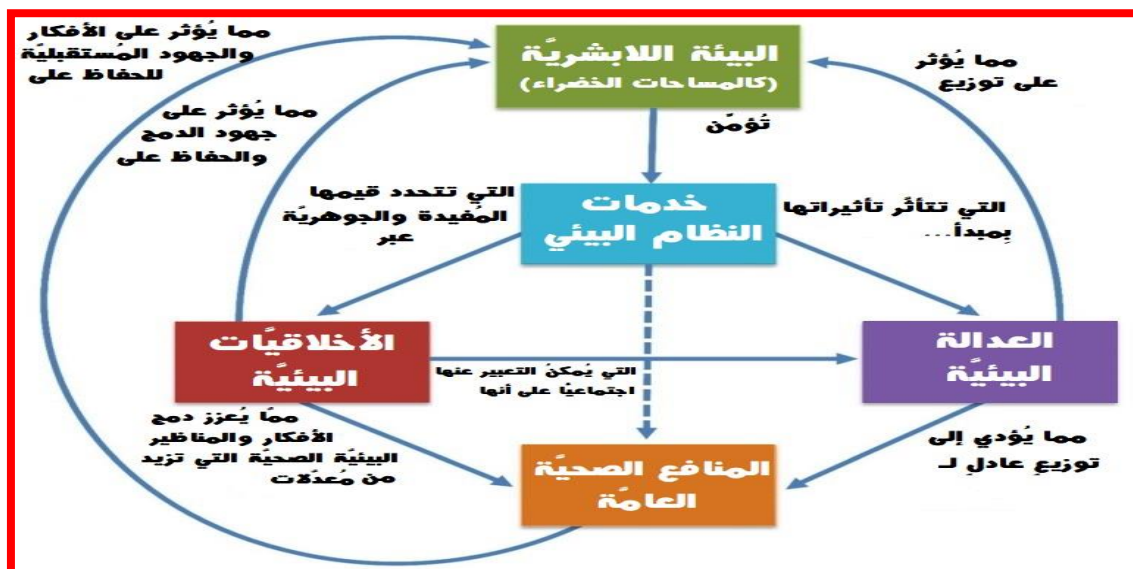 مما يُؤثر على الأفكار
والجهود المُستقبليّة
للحفاظ على
البيئة اللابشريّة
(كالمساحات الخضراء)
مما يُؤثر
على توزيع
مما يُؤثر على
جهود الدمج
والحفاظ على
تُؤمّن
خدمات
النظام البيئي
التي تتأثر تأثيراتها
بِمبدأ...
التي تتحدد قيمها
المُفيدة والجوهريّة
عبر
العدالة
البيئيّة
الأخلاقيّات
البيئيّة
التي يُمكنُ التعبير عنها
اجتماعيًا على أنها
مما يُؤدي إلى
توزيعٍ عادلٍ لـ
ممّا يُعزز دمج
الأفكار والمناظير
البيئيّة الصحيّة التي تزيد
من مُعدّلات
المنافع الصحيّة
العامّة